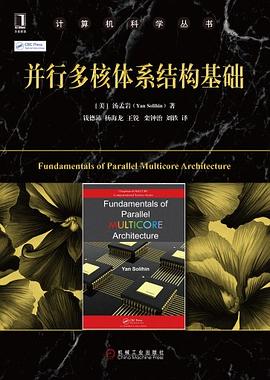 计算机科学丛书
CRC Press
并行多核体系结构基础
[美] 汤孟岩 (Yan Solihin) 著
钱德沛 杨海龙 王锐 栾钟治 刘轶 译
Fundamentals of Parallel Multicore Architecture
Fundamentals of
Parallel
MULTICORE
Architecture
Yan Solihin
机械工业出版社
China Machine Press